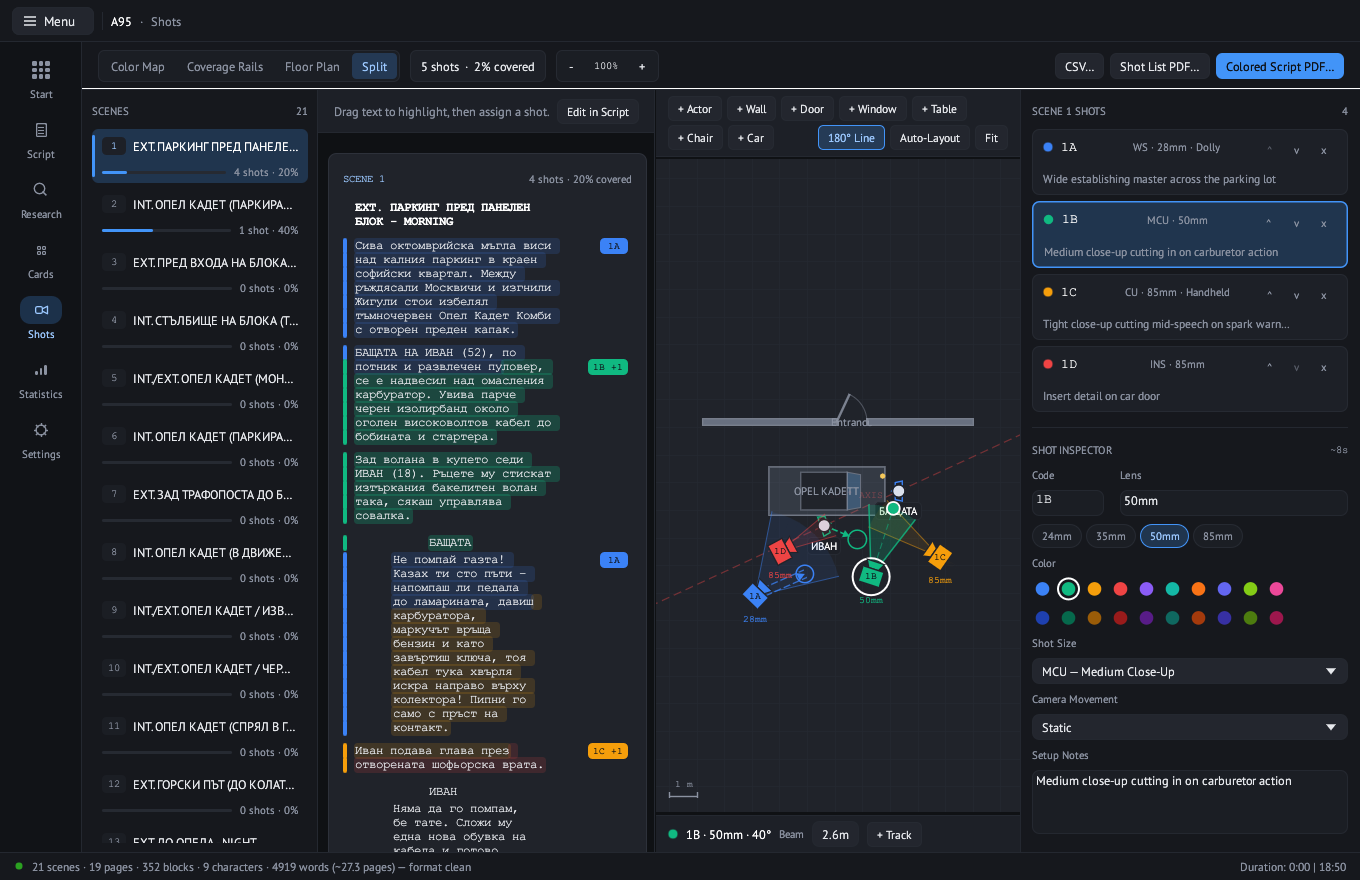 Menu
A95 · Shots
Start
Script
Research
Cards
Shots
Statistics
Settings
Color Map
Coverage Rails
Floor Plan
Split
5 shots · 2% covered
- 100% +
CSV...
Shot List PDF...
Colored Script PDF...
SCENES 21
1 EXT. ПАРКИНГ ПРЕД ПАНЕЛЕ...
4 shots · 20%
2 INT. ОПЕЛ КАДЕТ (ПАРКИРА...
1 shot · 40%
3 EXT. ПРЕД ВХОДА НА БЛОКА...
0 shots · 0%
4 INT. СТЪЛБИЩЕ НА БЛОКА (Т...
0 shots · 0%
5 INT./EXT. ОПЕЛ КАДЕТ (МОН...
0 shots · 0%
6 INT. ОПЕЛ КАДЕТ (ПАРКИРА...
0 shots · 0%
7 EXT. ЗАД ТРАФОПОСТА ДО Б...
0 shots · 0%
8 INT. ОПЕЛ КАДЕТ (В ДВИЖЕ...
0 shots · 0%
9 INT./EXT. ОПЕЛ КАДЕТ / ИЗВ...
0 shots · 0%
10 INT./EXT. ОПЕЛ КАДЕТ / ЧЕР...
0 shots · 0%
11 INT. ОПЕЛ КАДЕТ (СПРЯЛ В Г...
0 shots · 0%
12 EXT. ГОРСКИ ПЪТ (ДО КОЛАТ...
0 shots · 0%
13 EXT. ДО ОПЕЛА - NIGHT
Drag text to highlight, then assign a shot.
Edit in Script
SCENE 1 4 shots · 20% covered
EXT. ПАРКИНГ ПРЕД ПАНЕЛЕН
БЛОК - MORNING
Сива октомврийска мъгла виси 1A
над калния паркинг в краен
софийски квартал. Между
ръждясали Москвичи и изгнили
Жигули стои избелял
тъмночервен Опел Кадет Комби
с отворен преден капак.
БАЩАТА НА ИВАН (52), по
потник и развлечен пуловер, 1B +1
се е надвесил над омасления
карбуратор. Увива парче
черен изолирбанд около
оголен високоволтов кабел до
бобината и стартера.
Зад волана в купето седи
ИВАН (18). Ръцете му стискат
изтъркания бакелитен волан
така, сякаш управлява
совалка.
БАЩАТА
Не помпай газта! 1A
Казах ти сто пъти –
напомпаш ли педала
до ламарината, давиш
карбуратора,
маркучът връща
бензин и като
завъртиш ключа, тоя
кабел тука хвърля
искра направо върху
колектора! Пипни го
само с пръст на
контакт.
Иван подава глава през 1C +1
отворената шофьорска врата.
ИВАН
Няма да го помпам,
бе тате. Сложи му
една нова обувка на
кабела и готово.
+ Actor
+ Wall
+ Door
+ Window
+ Table
+ Chair
+ Car
180° Line
Auto-Layout
Fit
OPEL KADETT
AXIS
БАЩАТА
ИВАН
1D
85mm
1A
28mm
1B
50mm
1C
85mm
1 m
1B · 50mm · 40° Beam 2.6m + Track
SCENE 1 SHOTS 4
1A WS · 28mm · Dolly ^ v x
Wide establishing master across the parking lot
1B MCU · 50mm ^ v x
Medium close-up cutting in on carburetor action
1C CU · 85mm · Handheld ^ v x
Tight close-up cutting mid-speech on spark warn...
1D INS · 85mm ^ v x
Insert detail on car door
SHOT INSPECTOR ~8s
Code Lens
1B 50mm
24mm 35mm 50mm 85mm
Color
Shot Size
MCU — Medium Close-Up
Camera Movement
Static
Setup Notes
Medium close-up cutting in on carburetor action
21 scenes · 19 pages · 352 blocks · 9 characters · 4919 words (~27.3 pages) — format clean
Duration: 0:00 | 18:50